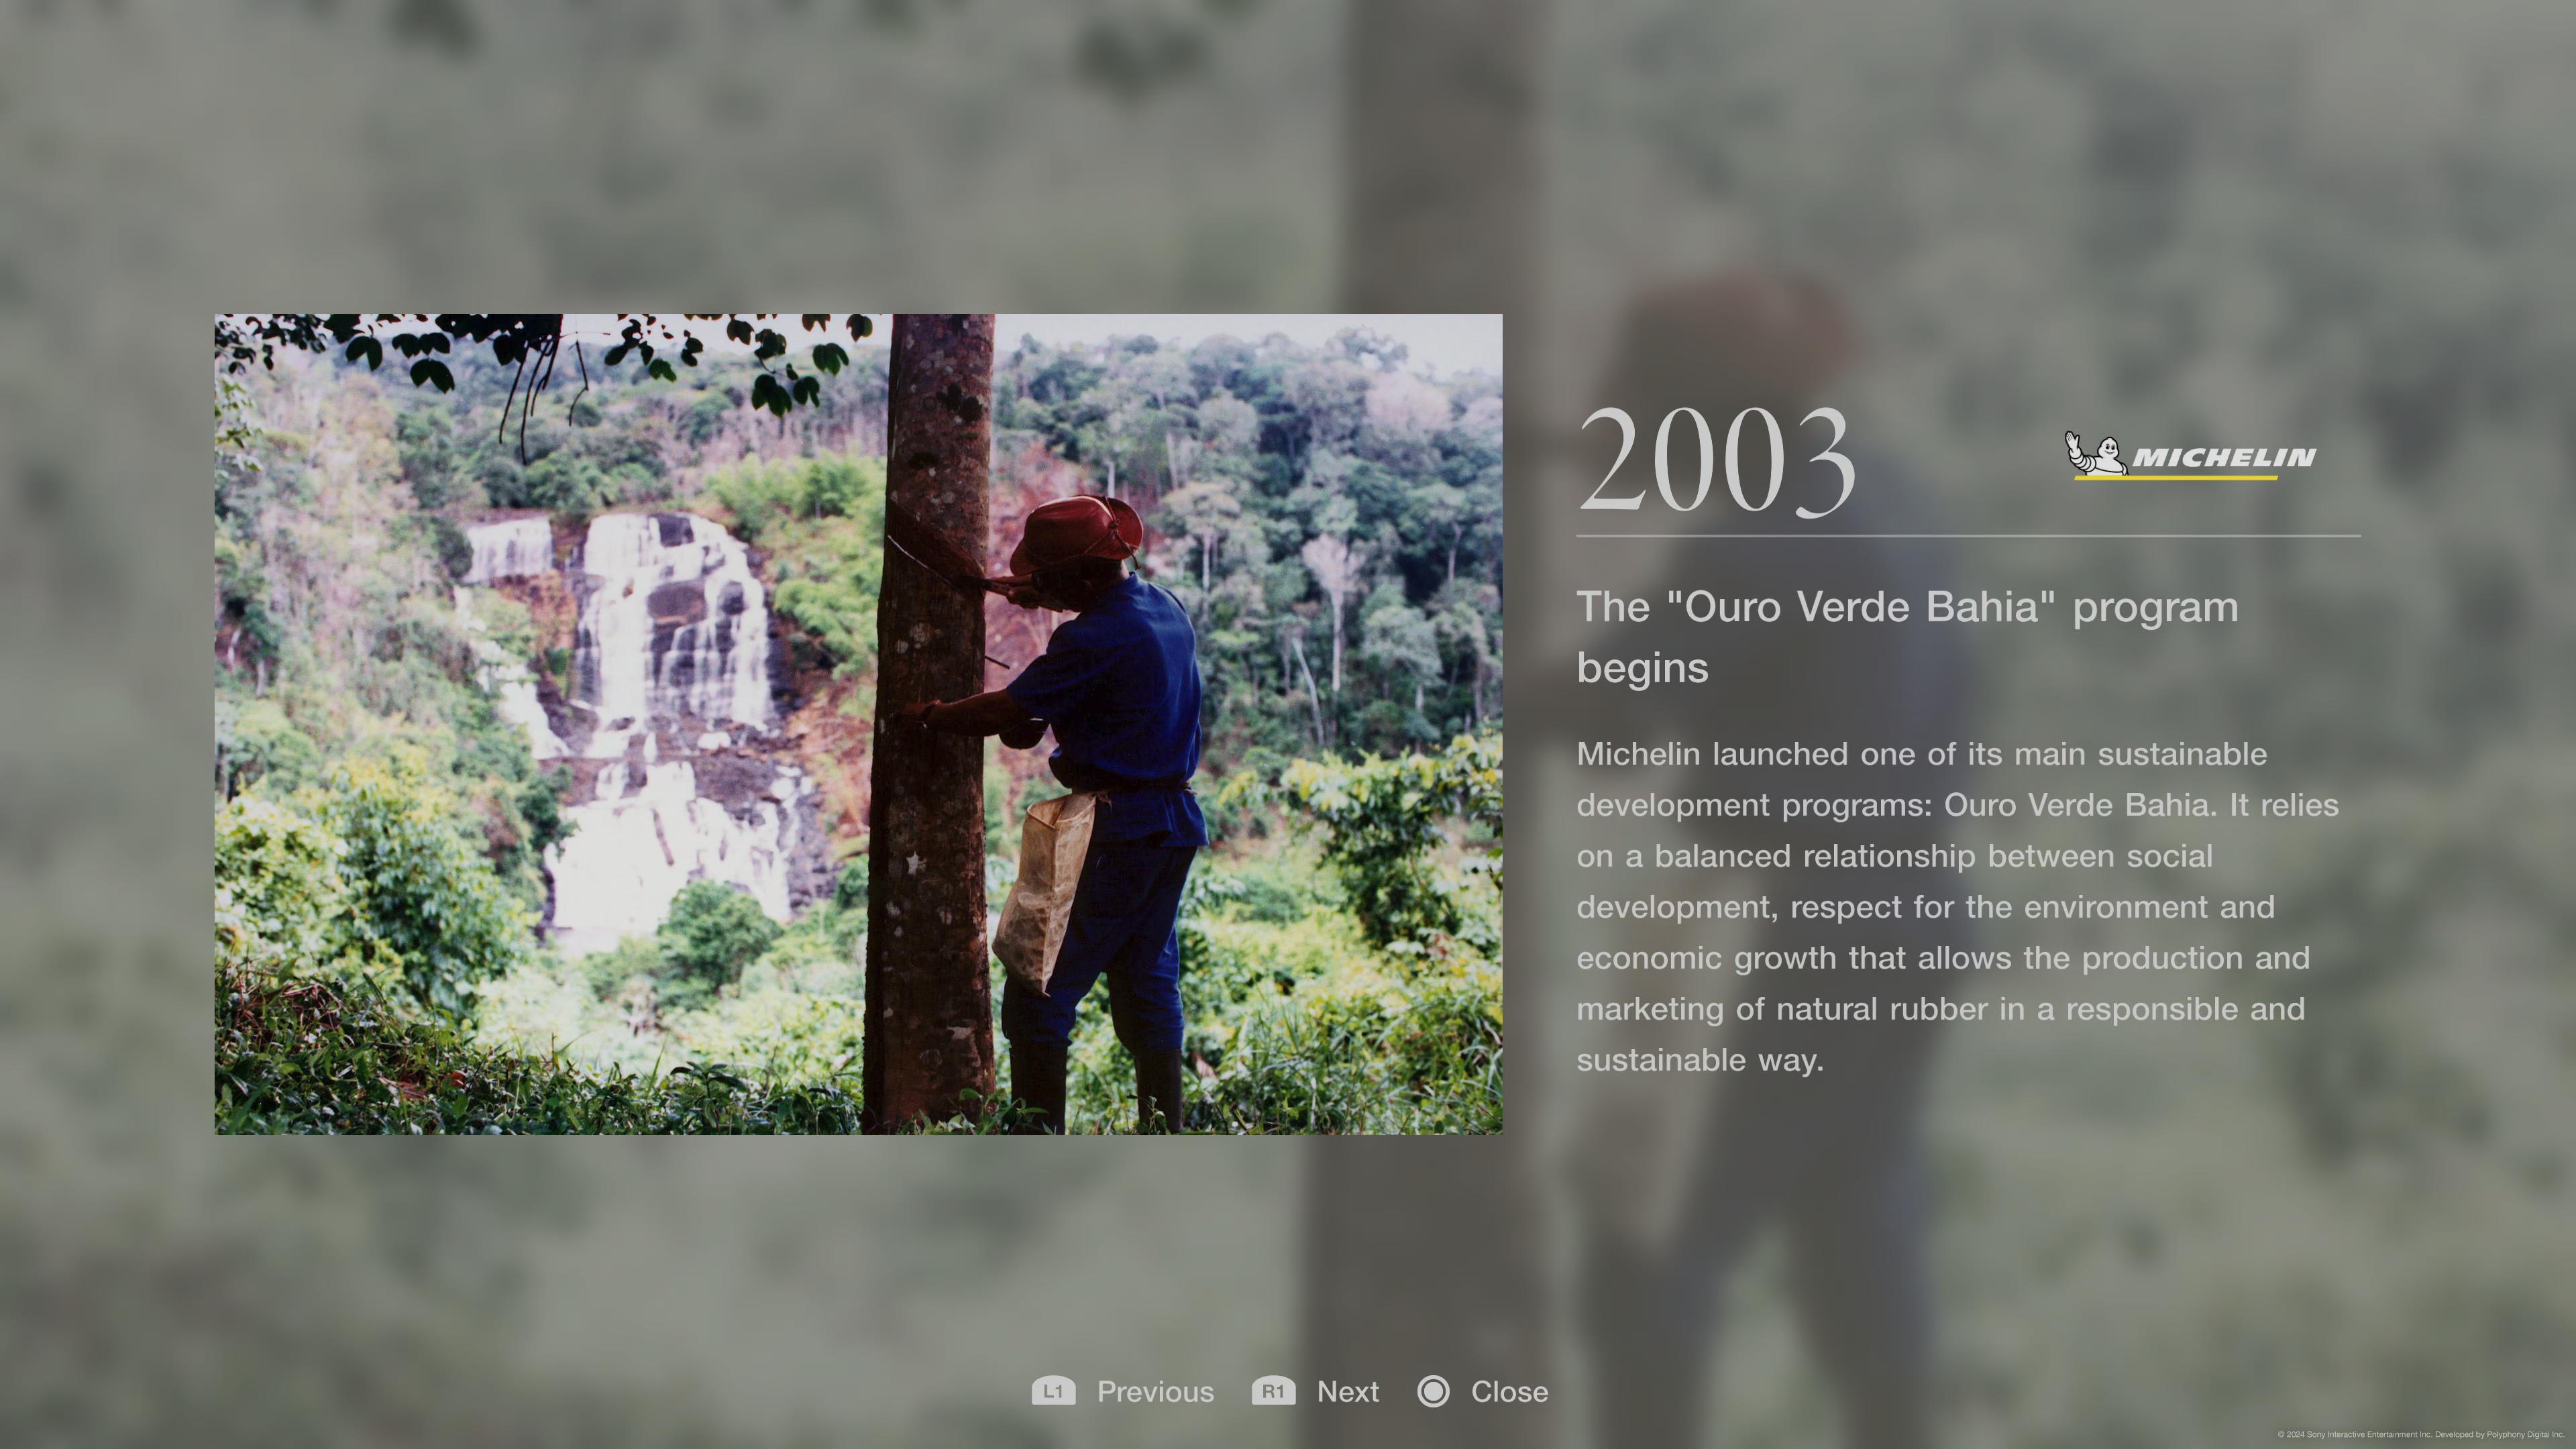 2003
MICHELIN
The "Ouro Verde Bahia" program
begins
Michelin launched one of its main sustainable
development programs: Ouro Verde Bahia. It relies
on a balanced relationship between social
development, respect for the environment and
economic growth that allows the production and
marketing of natural rubber in a responsible and
sustainable way.
L1 Previous R1 Next Close
© 2024 Sony Interactive Entertainment Inc. Developed by Polyphony Digital Inc.